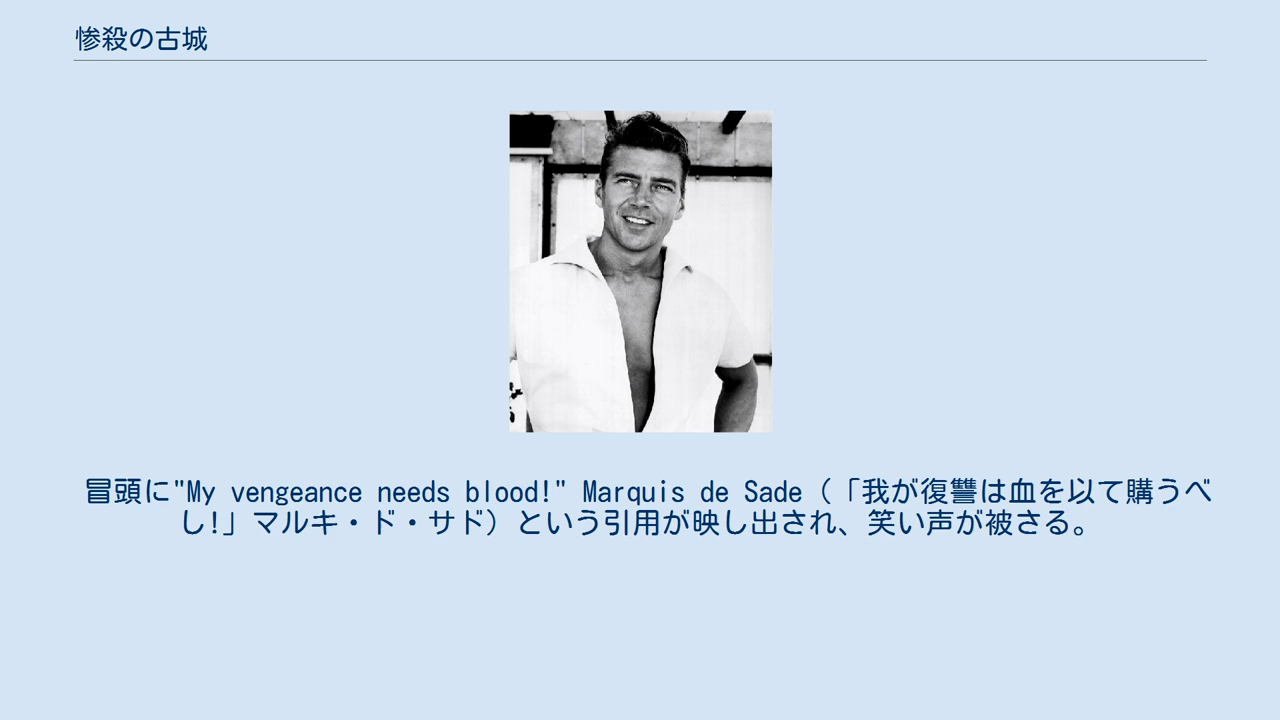 惨殺の古城
冒頭に"My vengeance needs blood!" Marquis de Sade（「我が復讐は血を以て購うべ
し!」マルキ・ド・サド）という引用が映し出され、笑い声が被さる。